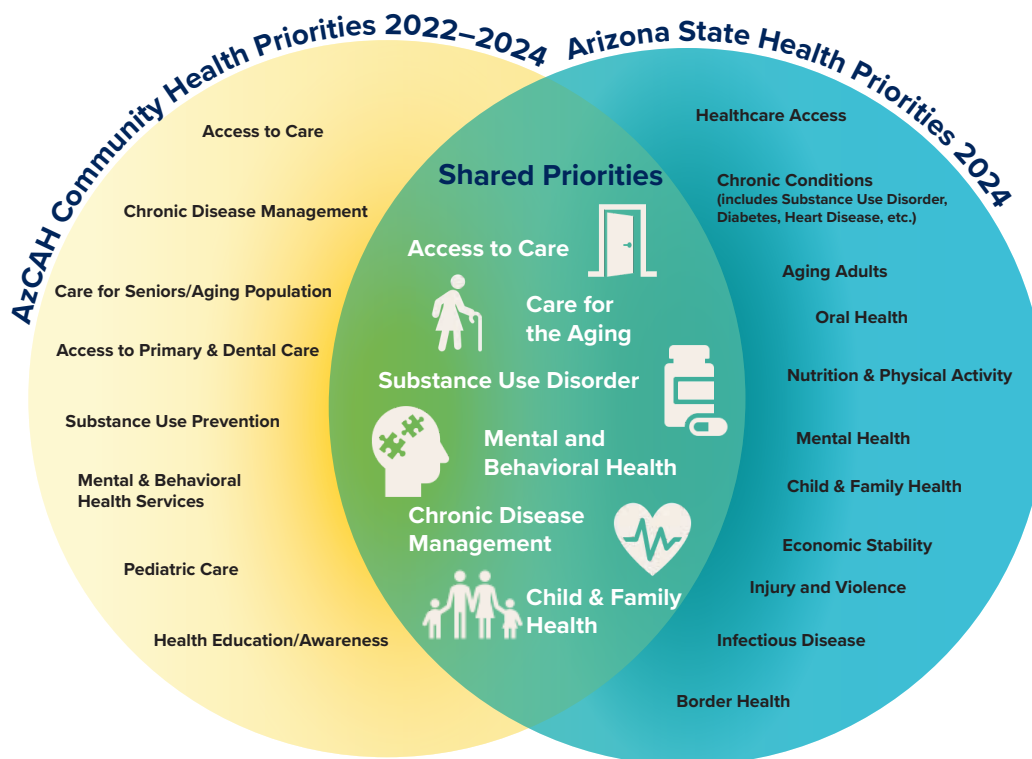 AzCAH Community Health Priorities 2022–2024
Access to Care
Chronic Disease Management
Care for Seniors/Aging Population
Access to Primary & Dental Care
Substance Use Prevention
Mental & Behavioral
Health Services
Pediatric Care
Health Education/Awareness
Shared Priorities
Access to Care
Care for
the Aging
Substance Use Disorder
Mental and
Behavioral Health
Chronic Disease
Management
Child & Family
Health
Arizona State Health Priorities 2024
Healthcare Access
Chronic Conditions
(includes Substance Use Disorder,
Diabetes, Heart Disease, etc.)
Aging Adults
Oral Health
Nutrition & Physical Activity
Mental Health
Child & Family Health
Economic Stability
Injury and Violence
Infectious Disease
Border Health